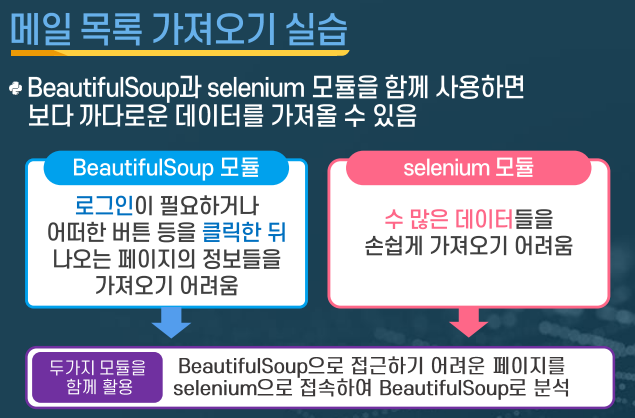 메일 목록 가져오기 실습
BeautifulSoup과 selenium 모듈을 함께 사용하면
보다 까다로운 데이터를 가져올 수 있음
BeautifulSoup 모듈
로그인이 필요하거나
어떠한 버튼 등을 클릭한 뒤
나오는 페이지의 정보들을
가져오기 어려움
selenium 모듈
수 많은 데이터들을
손쉽게 가져오기 어려움
두가지 모듈을
함께 활용
BeautifulSoup으로 접근하기 어려운 페이지를
selenium으로 접속하여 BeautifulSoup로 분석